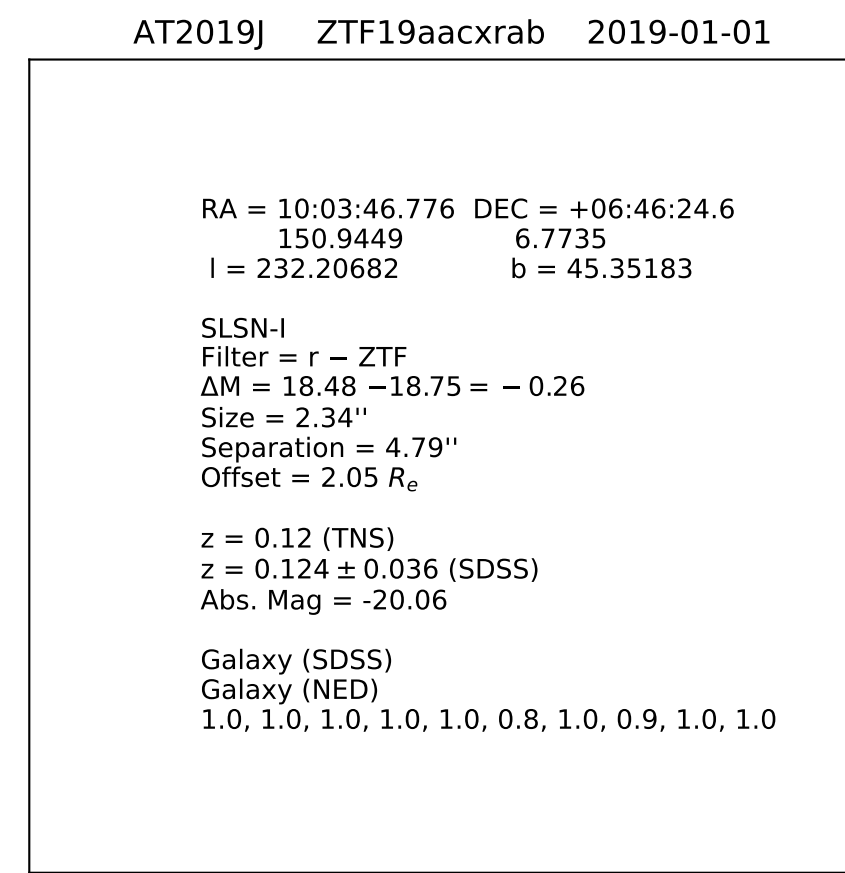 AT2019J ZTF19aacxrab 2019-01-01
RA = 10:03:46.776 DEC = +06:46:24.6
150.9449 6.7735
l = 232.20682 b = 45.35183
SLSN-I
Filter = r − ZTF
ΔM = 18.48 −18.75 = − 0.26
Size = 2.34''
Separation = 4.79''
Offset = 2.05 Re
z = 0.12 (TNS)
z = 0.124 ± 0.036 (SDSS)
Abs. Mag = -20.06
Galaxy (SDSS)
Galaxy (NED)
1.0, 1.0, 1.0, 1.0, 1.0, 0.8, 1.0, 0.9, 1.0, 1.0